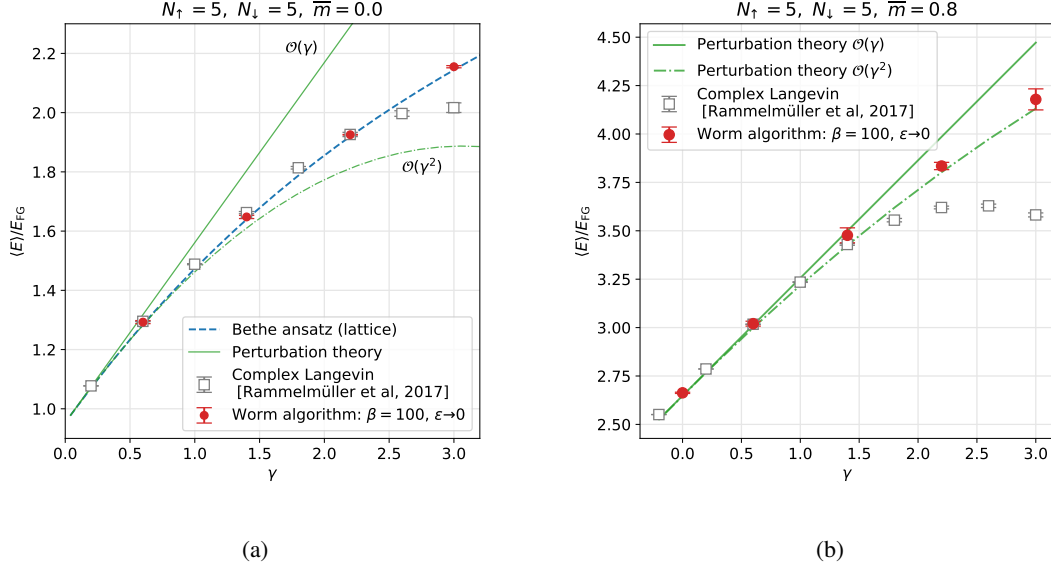 N↑ = 5, N↓ = 5, m̅ = 0.0
⟨E⟩/E_FG
2.2
2.0
1.8
1.6
1.4
1.2
1.0
𝒪(γ)
𝒪(γ²)
Bethe ansatz (lattice)
Perturbation theory
Complex Langevin
[Rammelmüller et al, 2017]
Worm algorithm: β = 100, ε→0
0.0 0.5 1.0 1.5 2.0 2.5 3.0
γ
(a)
N↑ = 5, N↓ = 5, m̅ = 0.8
⟨E⟩/E_FG
4.50
4.25
4.00
3.75
3.50
3.25
3.00
2.75
2.50
Perturbation theory 𝒪(γ)
Perturbation theory 𝒪(γ²)
Complex Langevin
[Rammelmüller et al, 2017]
Worm algorithm: β = 100, ε→0
0.0 0.5 1.0 1.5 2.0 2.5 3.0
γ
(b)